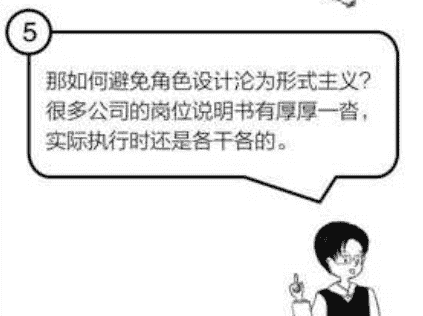 5
那如何避免角色设计沦为形式主义?
很多公司的岗位说明书有厚厚一沓,
实际执行时还是各干各的。